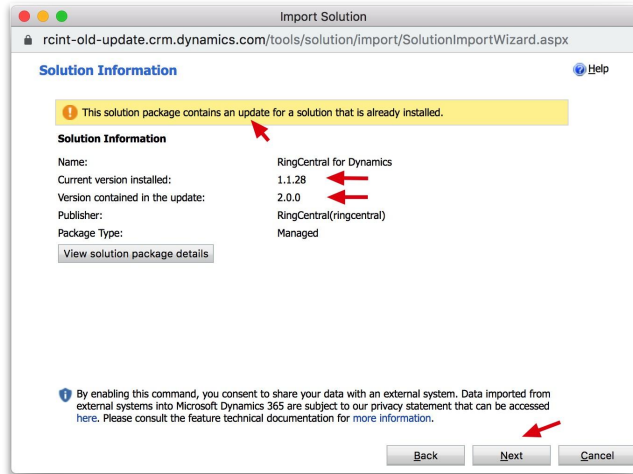 Import Solution
rcint-old-update.crm.dynamics.com/tools/solution/import/SolutionImportWizard.aspx
Solution Information
Help
This solution package contains an update for a solution that is already installed.
Solution Information
Name: RingCentral for Dynamics
Current version installed: 1.1.28
Version contained in the update: 2.0.0
Publisher: RingCentral(ringcentral)
Package Type: Managed
View solution package details
By enabling this command, you consent to share your data with an external system. Data imported from
external systems into Microsoft Dynamics 365 are subject to our privacy statement that can be accessed
here. Please consult the feature technical documentation for more information.
Back Next Cancel